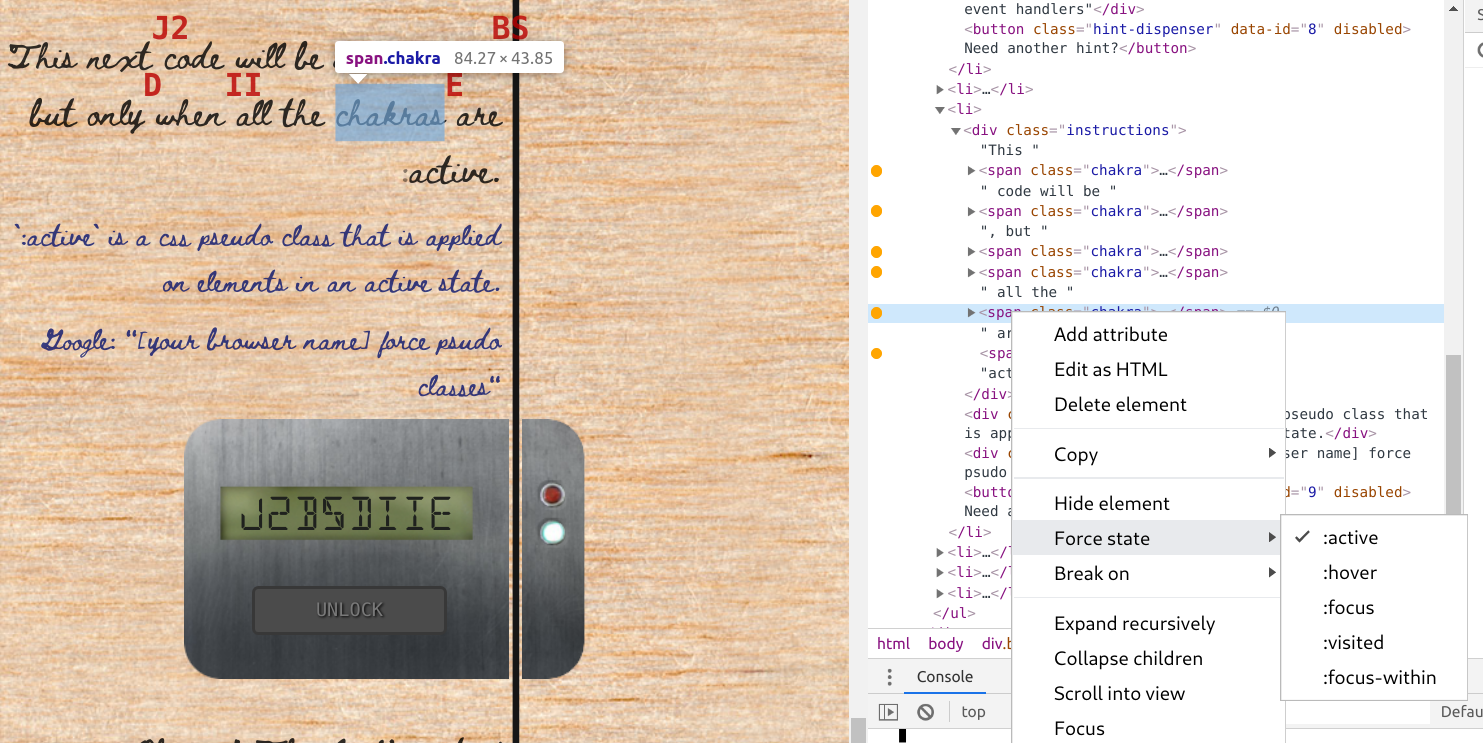 J2 BS
This next code will be
span.chakra 84.27 × 43.85
D II E
but only when all the chakras are
:active.
`:active` is a css pseudo class that is applied
on elements in an active state.
Google: "[your browser name] force psudo
classes"
J2BSDIIE
UNLOCK
event handlers"</div>
<button class="hint-dispenser" data-id="8" disabled>
Need another hint?</button>
</li>
<li>…</li>
<li>
<div class="instructions">
"This "
<span class="chakra">…</span>
" code will be "
<span class="chakra">…</span>
", but "
<span class="chakra">…</span>
<span class="chakra">…</span>
" all the "
<span class="chakra">…</span> == $0
" ar
<spa
"act
</div>
<div c
pseudo class that
is app
tate.</div>
<div c
ser name] force
psudo
<butto
d="9" disabled>
Need a
</li>
<li>…</l
<li>…</l
<li>…</l
</ul>
html body div.b
Console
top
Defau
Add attribute
Edit as HTML
Delete element
Copy
Hide element
Force state
Break on
Expand recursively
Collapse children
Scroll into view
Focus
:active
:hover
:focus
:visited
:focus-within